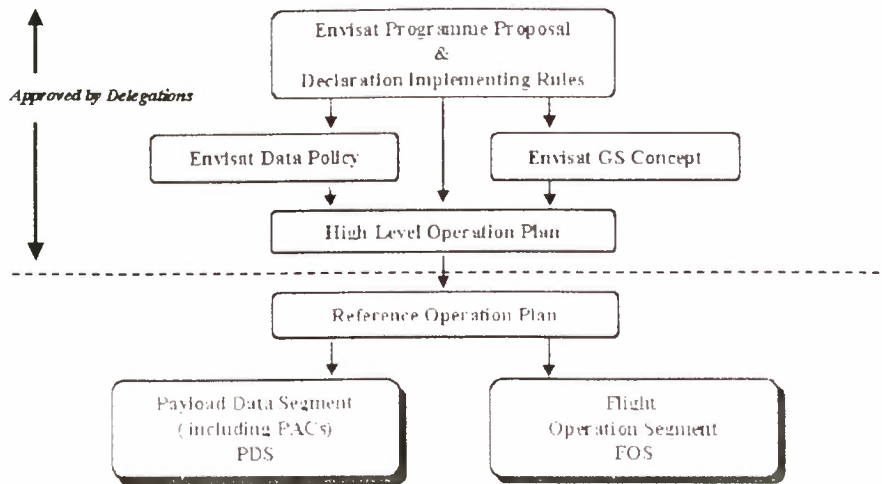 Envisat Programme Proposal
&
Declaration Implementing Rules
Approved by Delegations
Envisat Data Policy
Envisat GS Concept
High Level Operation Plan
Reference Operation Plan
Payload Data Segment
(including PACs)
PDS
Flight
Operation Segment
FOS